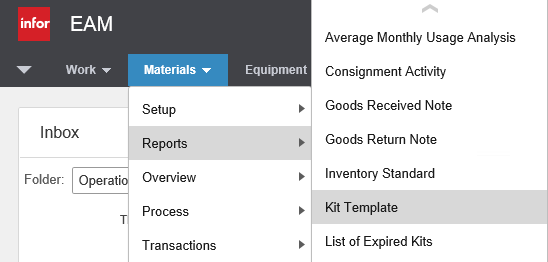 infor EAM
Work Materials Equipment
Inbox
Folder: Operatio
T
Setup
Reports
Overview
Process
Transactions
Average Monthly Usage Analysis
Consignment Activity
Goods Received Note
Goods Return Note
Inventory Standard
Kit Template
List of Expired Kits